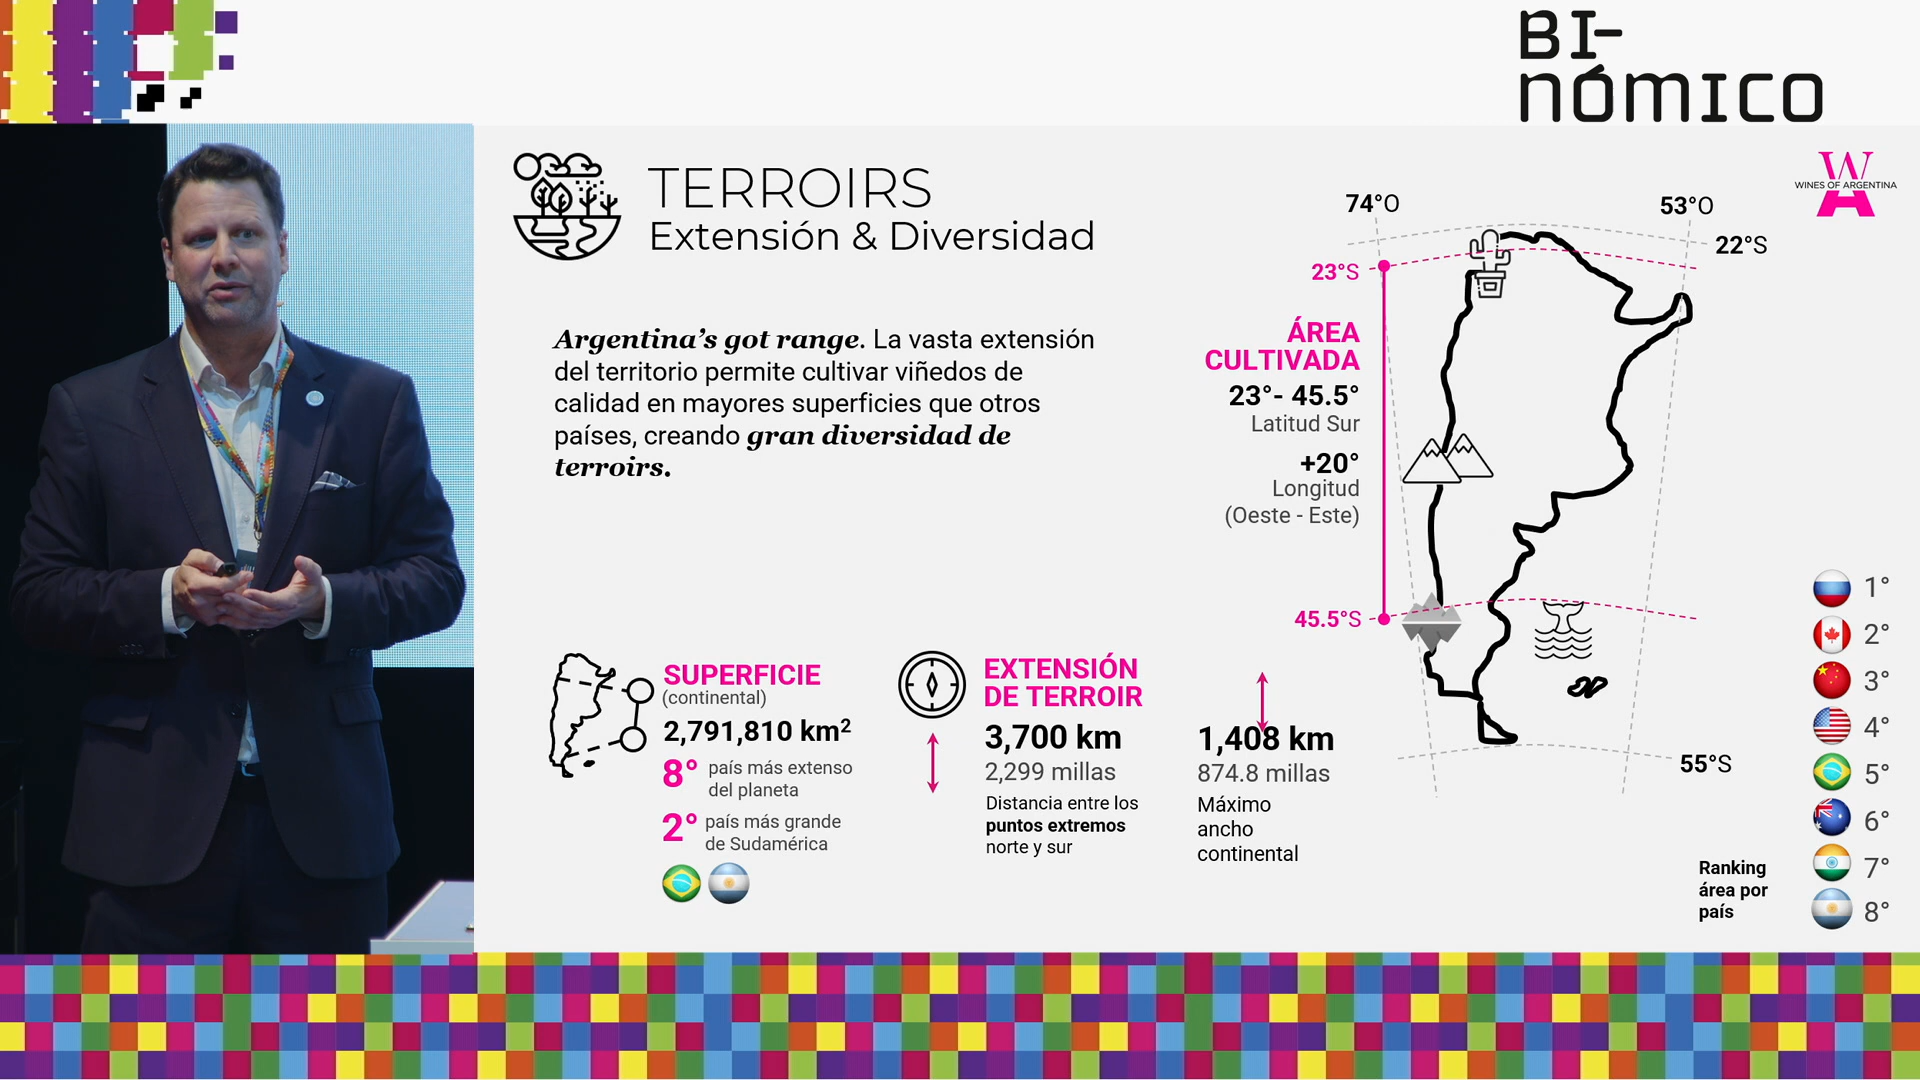 BI-
NÓMICO
WINES OF ARGENTINA
TERROIRS
Extensión & Diversidad
Argentina's got range. La vasta extensión
del territorio permite cultivar viñedos de
calidad en mayores superficies que otros
países, creando gran diversidad de
terroirs.
74°O
53°O
22°S
23°S
ÁREA
CULTIVADA
23°- 45.5°
Latitud Sur
+20°
Longitud
(Oeste - Este)
45.5°S
55°S
SUPERFICIE
(continental)
2,791,810 km²
8° país más extenso
del planeta
2° país más grande
de Sudamérica
EXTENSIÓN
DE TERROIR
3,700 km
2,299 millas
Distancia entre los
puntos extremos
norte y sur
1,408 km
874.8 millas
Máximo
ancho
continental
1°
2°
3°
4°
5°
6°
7°
8°
Ranking
área por
país